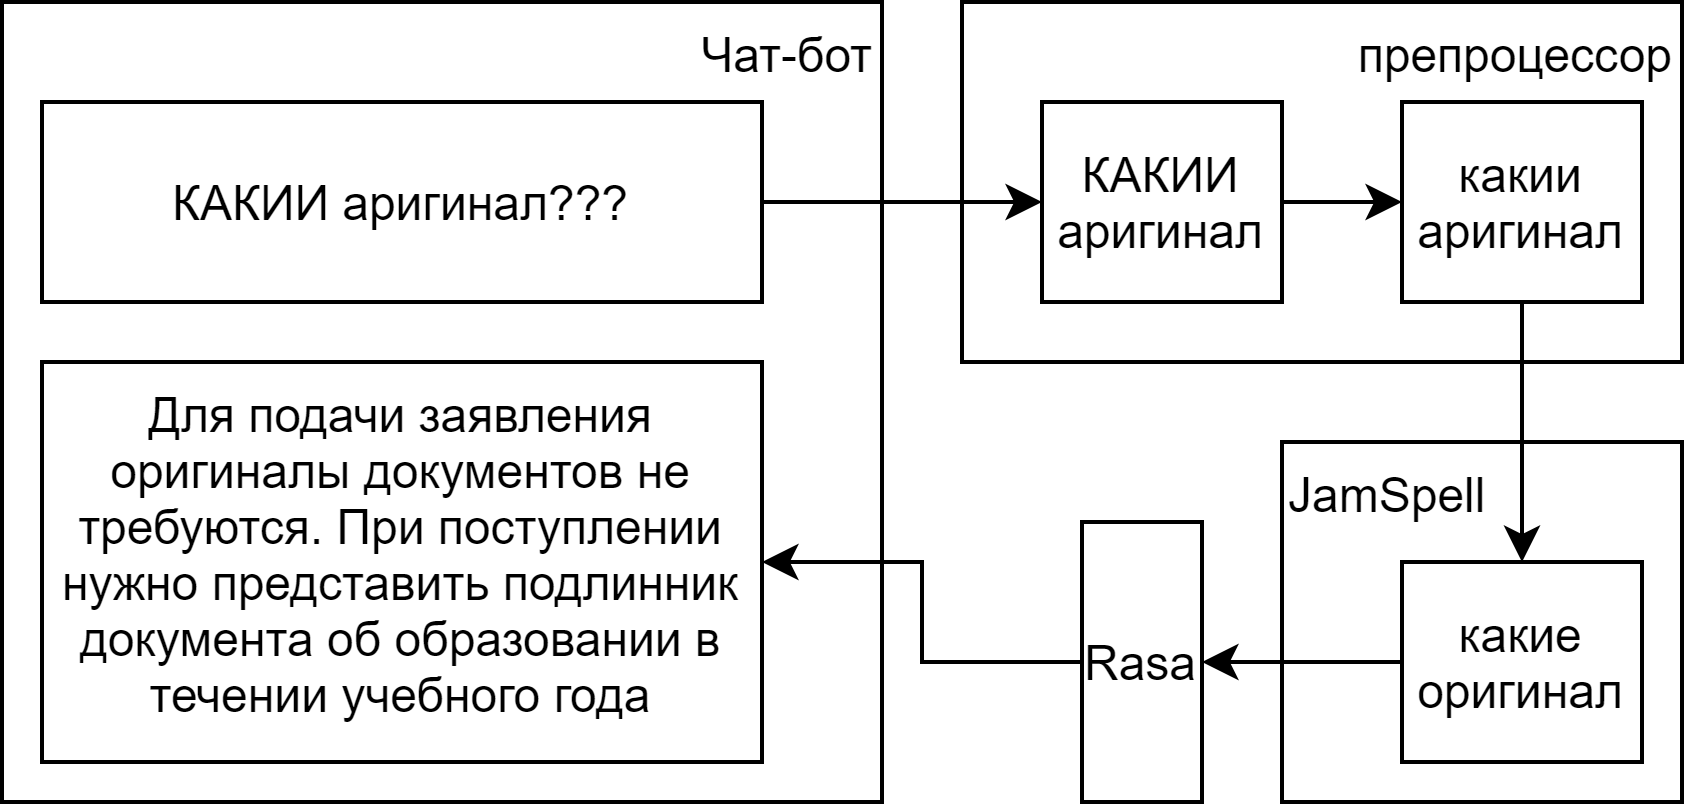 Чат-бот
КАКИИ аригинал???
Для подачи заявления
оригиналы документов не
требуются. При поступлении
нужно представить подлинник
документа об образовании в
течении учебного года
препроцессор
КАКИИ
аригинал
какии
аригинал
JamSpell
какие
оригинал
Rasa